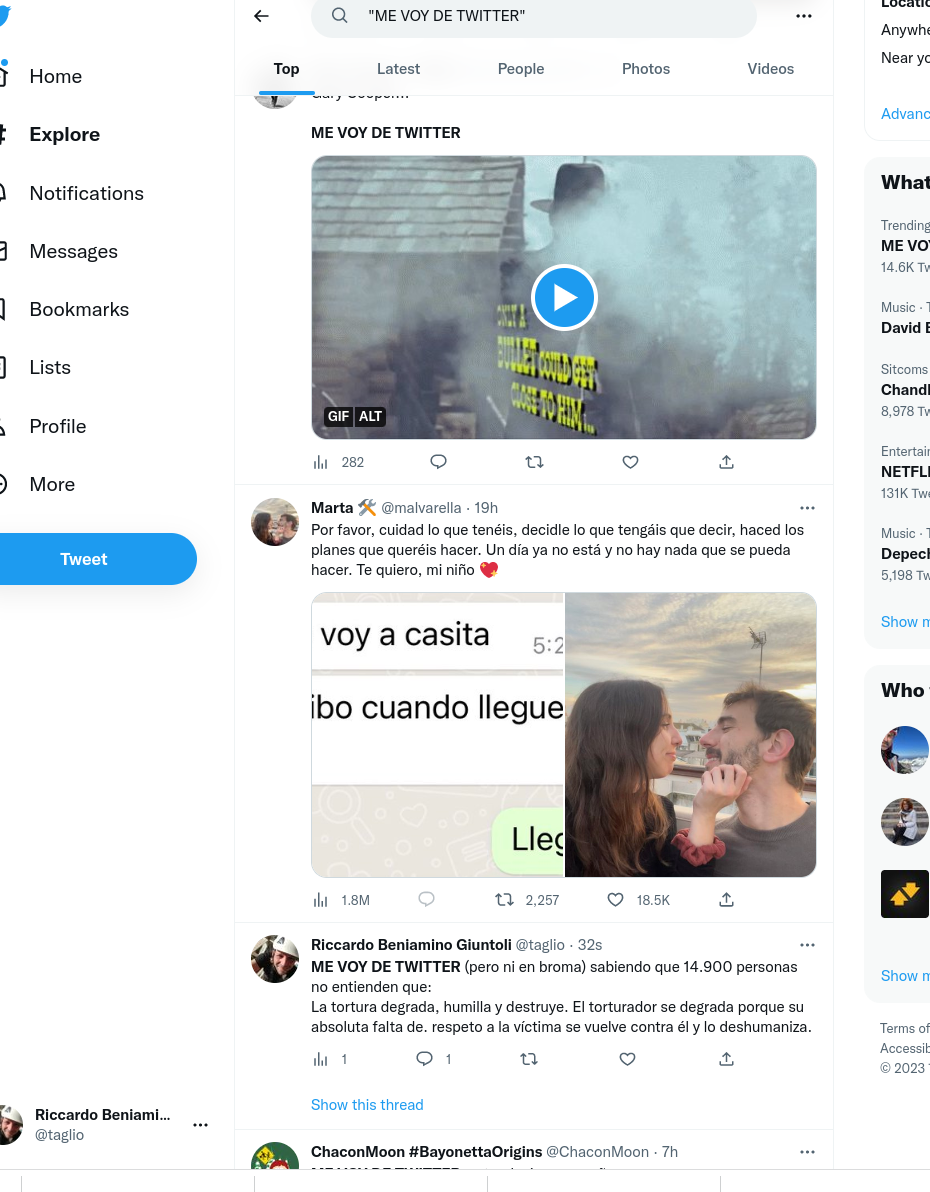 "ME VOY DE TWITTER"
Top
Latest
People
Photos
Videos
Home
Explore
Notifications
Messages
Bookmarks
Lists
Profile
More
Tweet
Riccardo Beniami...
@taglio
ME VOY DE TWITTER
ONLY A
BULLET COULD GET
CLOSE TO HIM...
GIF
ALT
282
Marta @malvarella · 19h
Por favor, cuidad lo que tenéis, decidle lo que tengáis que decir, haced los
planes que queréis hacer. Un día ya no está y no hay nada que se pueda
hacer. Te quiero, mi niño 💖
voy a casita
5:2
ibo cuando llegue
Lleg
1.8M
2,257
18.5K
Riccardo Beniamino Giuntoli @taglio · 32s
ME VOY DE TWITTER (pero ni en broma) sabiendo que 14.900 personas
no entienden que:
La tortura degrada, humilla y destruye. El torturador se degrada porque su
absoluta falta de. respeto a la víctima se vuelve contra él y lo deshumaniza.
1
1
Show this thread
ChaconMoon #BayonettaOrigins @ChaconMoon · 7h
Locatio
Anywhe
Near yo
Advanc
What
Trending
ME VO
14.6K Tw
Music · T
David B
Sitcoms
Chandl
8,978 Tw
Entertain
NETFLI
131K Twe
Music · T
Depech
5,198 Tw
Show m
Who
Show m
Terms of
Accessib
© 2023